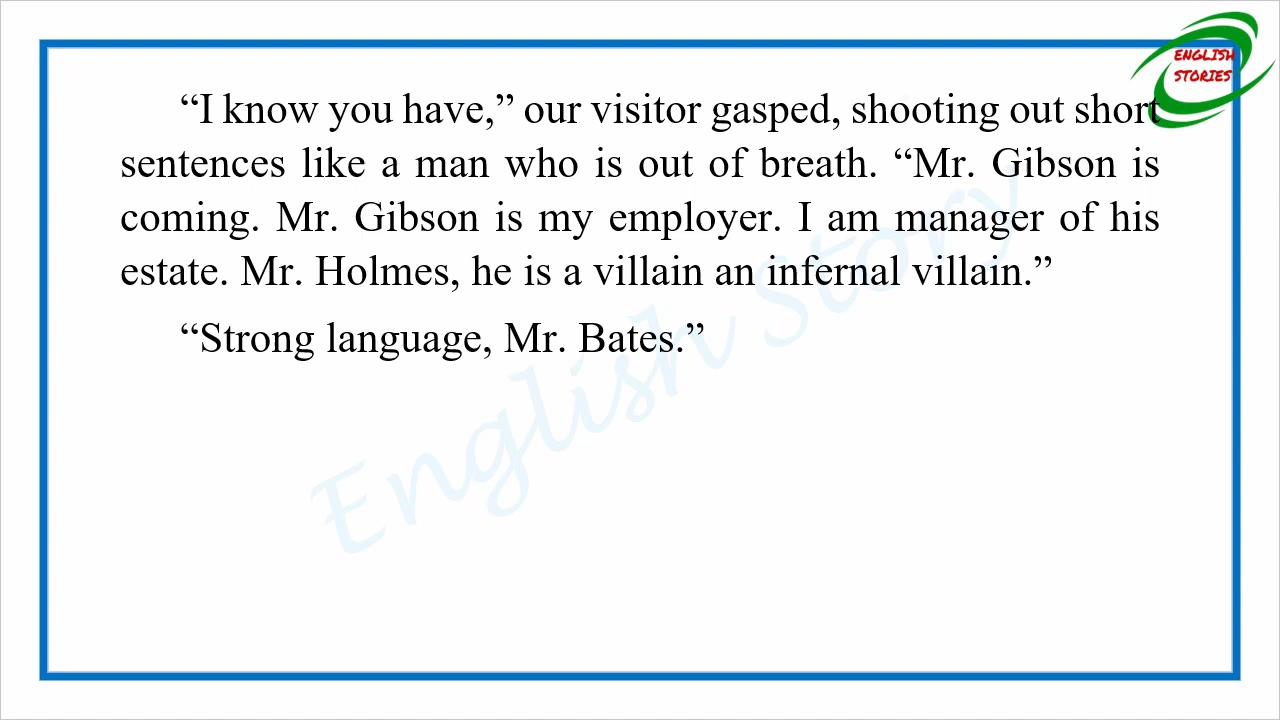 ENGLISH
STORIES
“I know you have,” our visitor gasped, shooting out short
sentences like a man who is out of breath. “Mr. Gibson is
coming. Mr. Gibson is my employer. I am manager of his
estate. Mr. Holmes, he is a villain an infernal villain.”
“Strong language, Mr. Bates.”
English Story